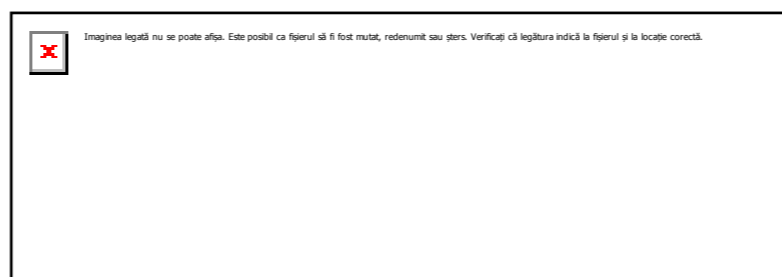 Imaginea legată nu se poate afișa. Este posibil ca fișierul să fi fost mutat, redenumit sau șters. Verificați că legătura indică la fișierul și la locație corectă.